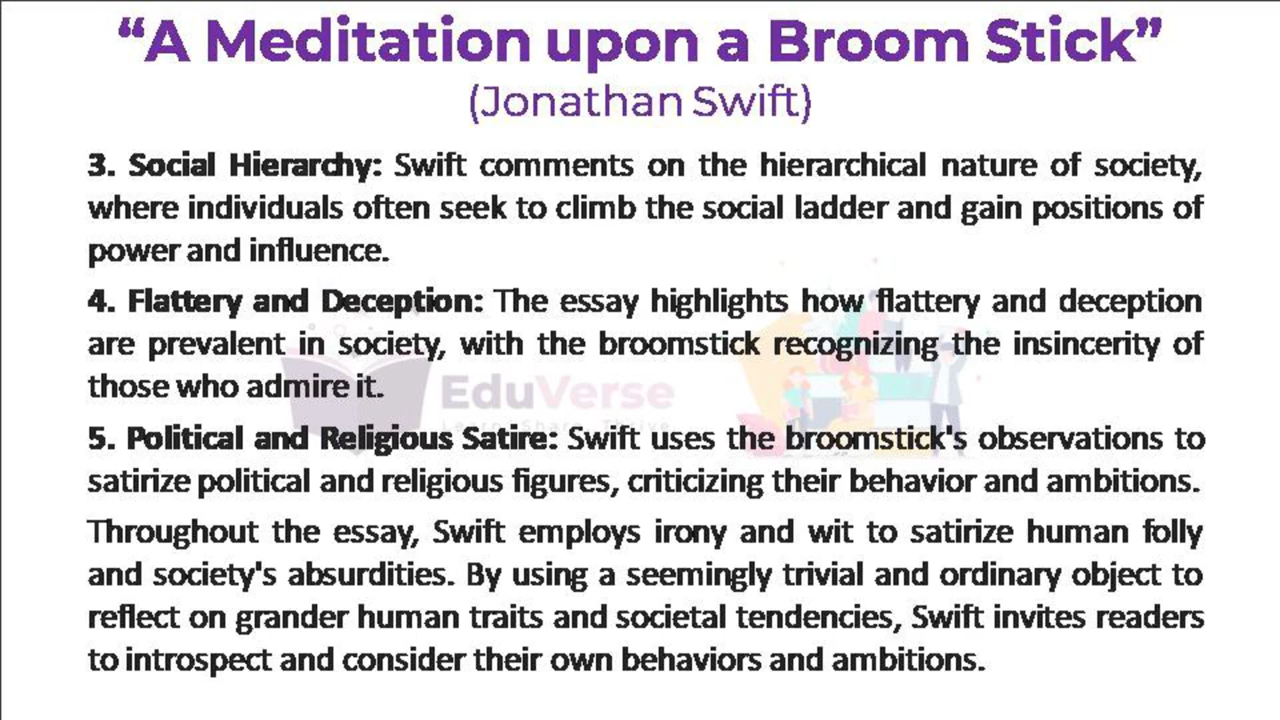 “A Meditation upon a Broom Stick”
(Jonathan Swift)
3. Social Hierarchy: Swift comments on the hierarchical nature of society,
where individuals often seek to climb the social ladder and gain positions of
power and influence.
4. Flattery and Deception: The essay highlights how flattery and deception
are prevalent in society, with the broomstick recognizing the insincerity of
those who admire it.
EduVerse
Learn, Share, Thrive
5. Political and Religious Satire: Swift uses the broomstick's observations to
satirize political and religious figures, criticizing their behavior and ambitions.
Throughout the essay, Swift employs irony and wit to satirize human folly
and society's absurdities. By using a seemingly trivial and ordinary object to
reflect on grander human traits and societal tendencies, Swift invites readers
to introspect and consider their own behaviors and ambitions.